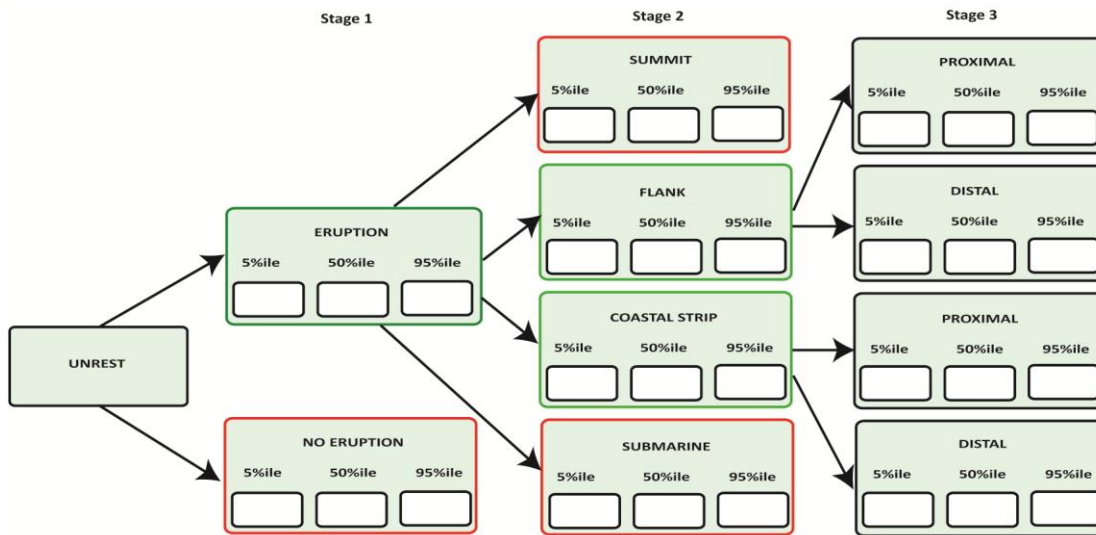 Stage 1
Stage 2
Stage 3
UNREST
ERUPTION
5%ile 50%ile 95%ile
NO ERUPTION
5%ile 50%ile 95%ile
SUMMIT
5%ile 50%ile 95%ile
FLANK
5%ile 50%ile 95%ile
COASTAL STRIP
5%ile 50%ile 95%ile
SUBMARINE
5%ile 50%ile 95%ile
PROXIMAL
5%ile 50%ile 95%ile
DISTAL
5%ile 50%ile 95%ile
PROXIMAL
5%ile 50%ile 95%ile
DISTAL
5%ile 50%ile 95%ile